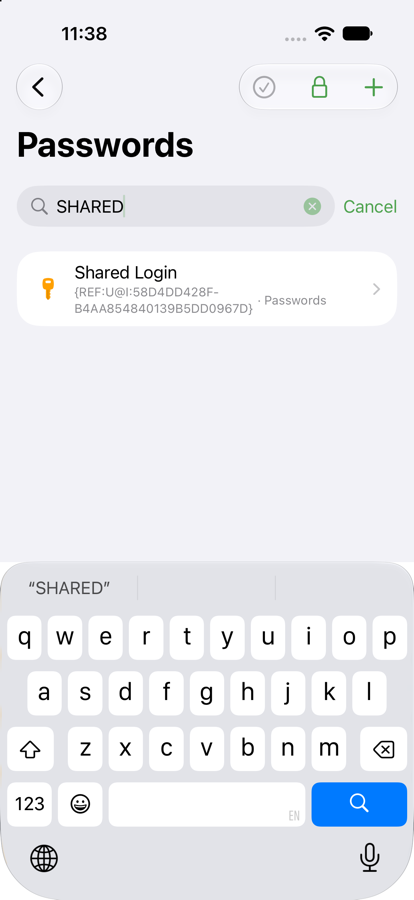 11:38
Passwords
SHARED
Cancel
Shared Login
{REF:U@I:58D4DD428F-
B4AA854840139B5DD0967D} · Passwords
“SHARED”
q w e r t y u i o p
a s d f g h j k l
z x c v b n m
123
EN